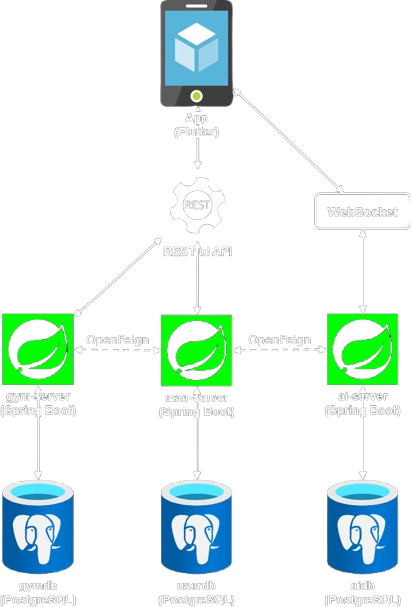 App
(Flutter)
REST
RESTful API
WebSocket
OpenFeign
OpenFeign
gym-server
(Spring Boot)
user-server
(Spring Boot)
ai-server
(Spring Boot)
gymdb
(PostgreSQL)
userdb
(PostgreSQL)
aidb
(PostgreSQL)